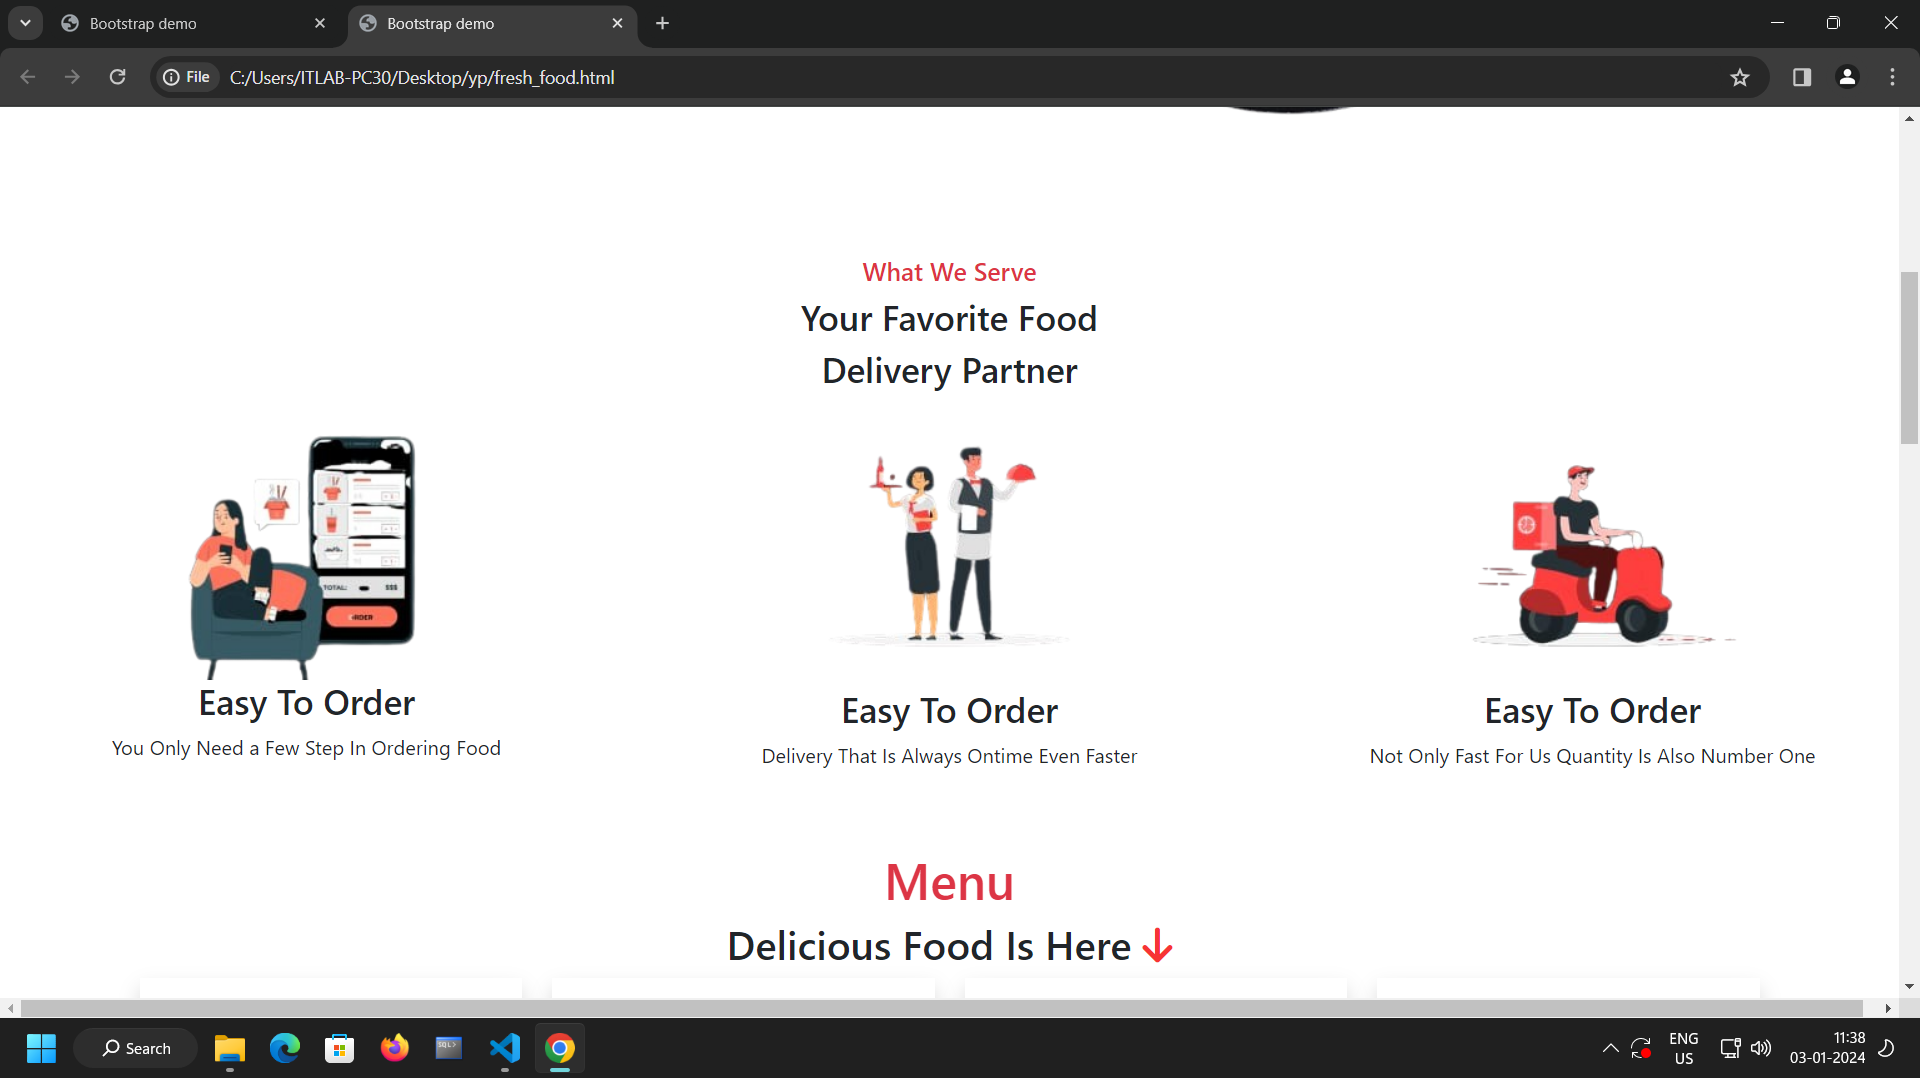 Bootstrap demo
Bootstrap demo
File
C:/Users/ITLAB-PC30/Desktop/yp/fresh_food.html
What We Serve
Your Favorite Food
Delivery Partner
TOTAL:
$$$
ORDER
Easy To Order
You Only Need a Few Step In Ordering Food
Easy To Order
Delivery That Is Always Ontime Even Faster
Easy To Order
Not Only Fast For Us Quantity Is Also Number One
Menu
Delicious Food Is Here
Search
SQL>
ENG
US
11:38
03-01-2024